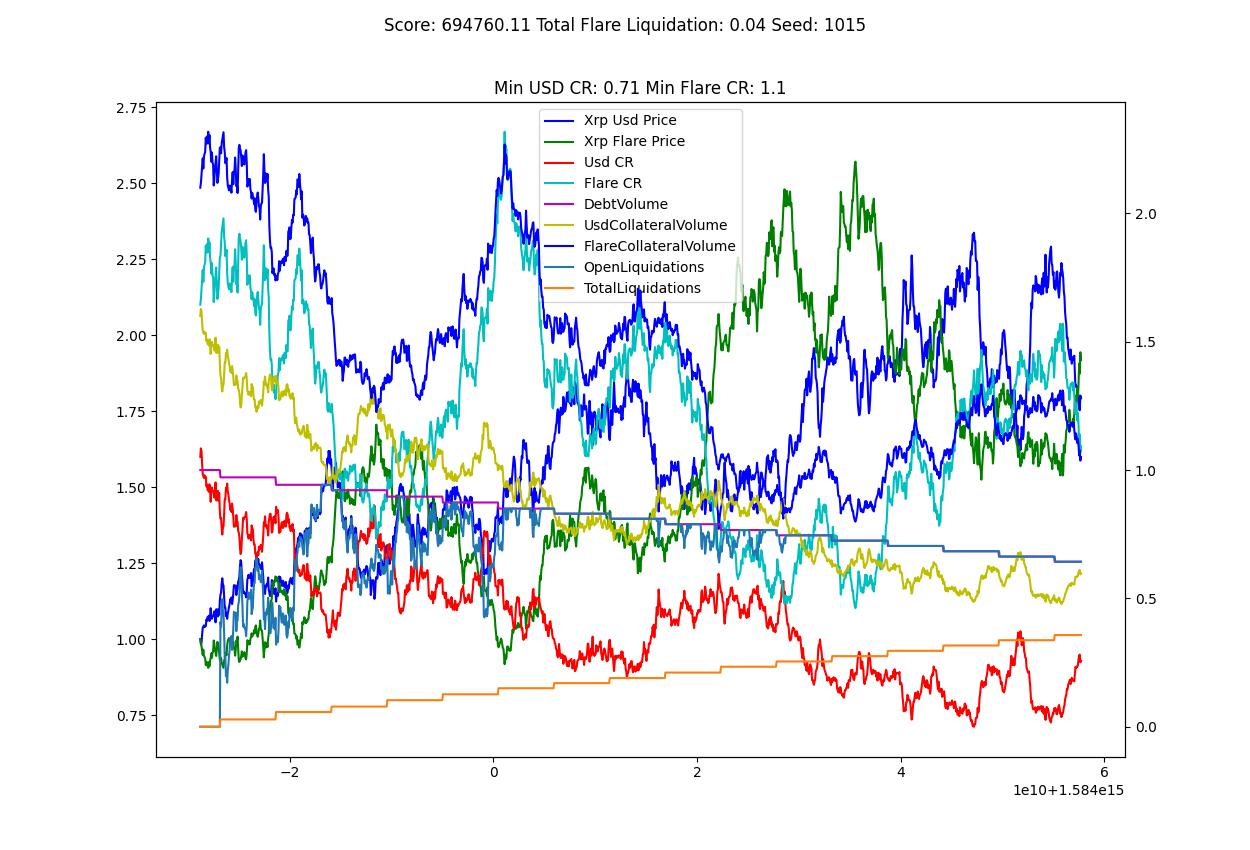 Score: 694760.11 Total Flare Liquidation: 0.04 Seed: 1015
Min USD CR: 0.71 Min Flare CR: 1.1
2.75
2.50
2.25
2.00
1.75
1.50
1.25
1.00
0.75
Xrp Usd Price
Xrp Flare Price
Usd CR
Flare CR
DebtVolume
UsdCollateralVolume
FlareCollateralVolume
OpenLiquidations
TotalLiquidations
2.0
1.5
1.0
0.5
0.0
−2 0 2 4 6
1e10+1.584e15